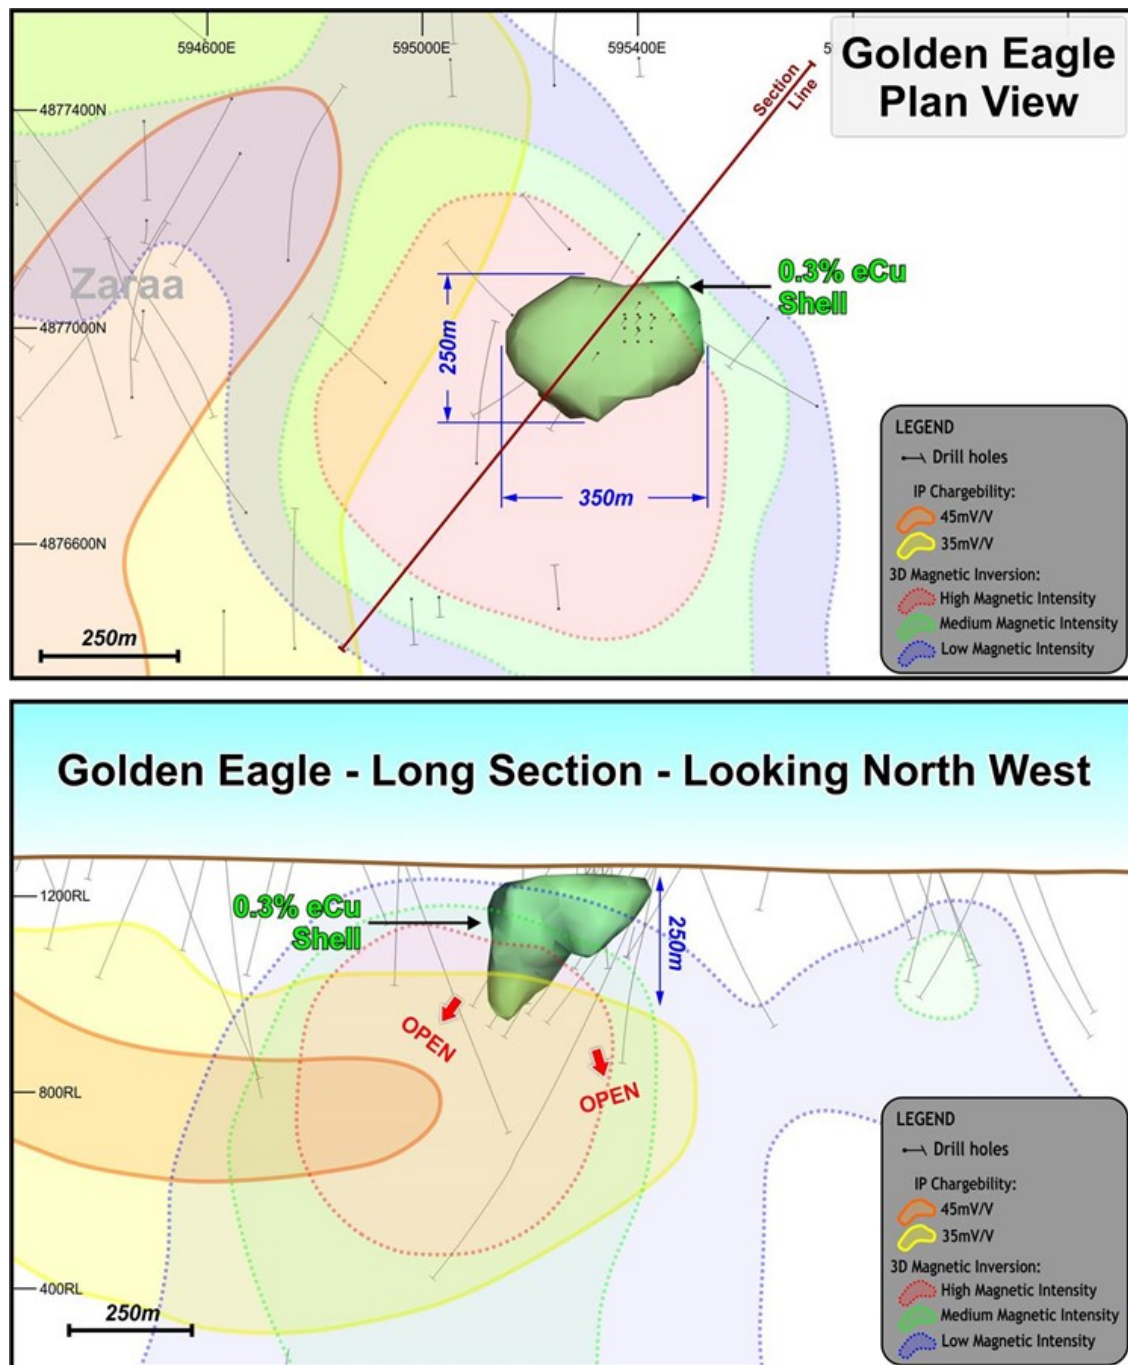 594600E
595000E
595400E
Golden Eagle
Plan View
4877400N
Section
Line
Zaraa
0.3% eCu
Shell
4877000N
250m
350m
4876600N
250m
LEGEND
Drill holes
IP Chargebility:
45mV/V
35mV/V
3D Magnetic Inversion:
High Magnetic Intensity
Medium Magnetic Intensity
Low Magnetic Intensity
Golden Eagle - Long Section - Looking North West
1200RL
0.3% eCu
Shell
250m
OPEN
OPEN
800RL
400RL
250m
LEGEND
Drill holes
IP Chargebility:
45mV/V
35mV/V
3D Magnetic Inversion:
High Magnetic Intensity
Medium Magnetic Intensity
Low Magnetic Intensity